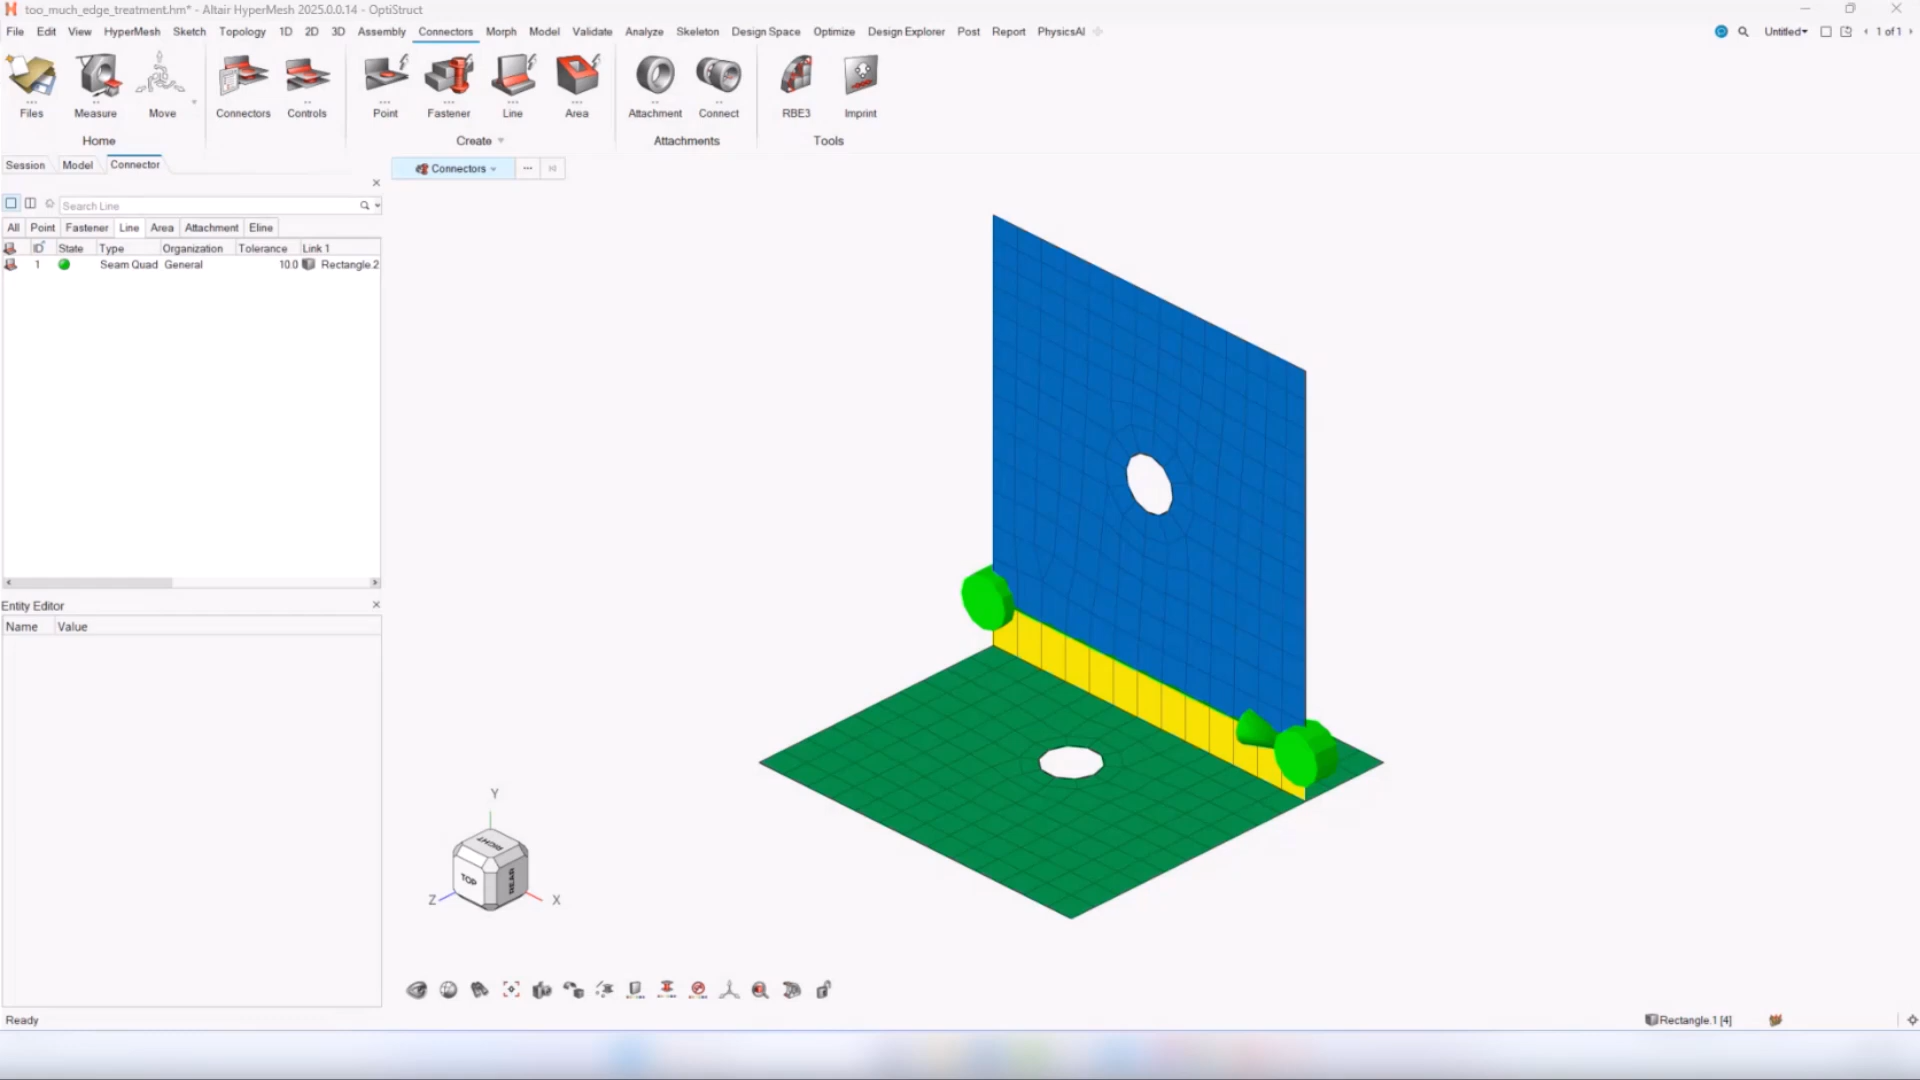 too_much_edge_treatment.hm* - Altair HyperMesh 2025.0.0.14 - OptiStruct
File Edit View HyperMesh Sketch Topology 1D 2D 3D Assembly Connectors Morph Model Validate Analyze Skeleton Design Space Optimize Design Explorer Post Report PhysicsAI Untitled 1 of 1
Files Measure Move Connectors Controls Point Fastener Line Area Attachment Connect RBE3 Imprint
Home Create Attachments Tools
Session Model Connector
Connectors
Search Line
All Point Fastener Line Area Attachment Eline
ID State Type Organization Tolerance Link 1
1 Seam Quad General 10.0 Rectangle.2
Entity Editor
Name Value
Y
RIGHT
TOP
REAR
Z
X
Ready
Rectangle.1 [4]